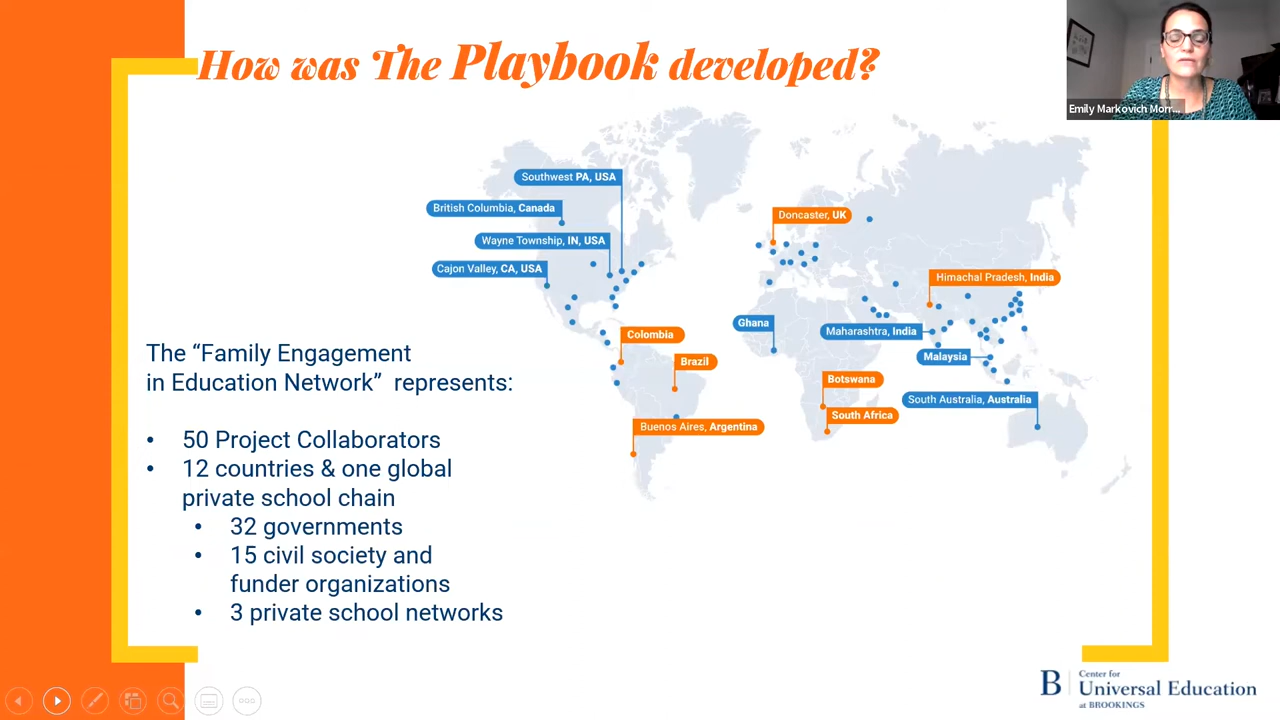 How was The Playbook developed?
Emily Markovich Morr...
Southwest PA, USA
British Columbia, Canada
Wayne Township, IN, USA
Cajon Valley, CA, USA
Doncaster, UK
Himachal Pradesh, India
Ghana
Maharashtra, India
Colombia
Malaysia
Brazil
Botswana
South Australia, Australia
South Africa
Buenos Aires, Argentina
The “Family Engagement
in Education Network” represents:
• 50 Project Collaborators
• 12 countries & one global
private school chain
• 32 governments
• 15 civil society and
funder organizations
• 3 private school networks
B
Center for
Universal Education
at BROOKINGS